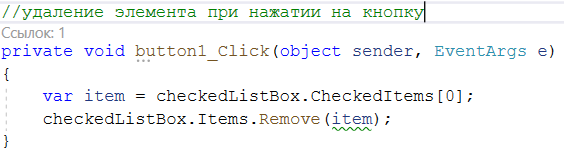 //удаление элемента при нажатии на кнопку
Ссылок: 1
private void button1_Click(object sender, EventArgs e)
{
    var item = checkedListBox.CheckedItems[0];
    checkedListBox.Items.Remove(item);
}